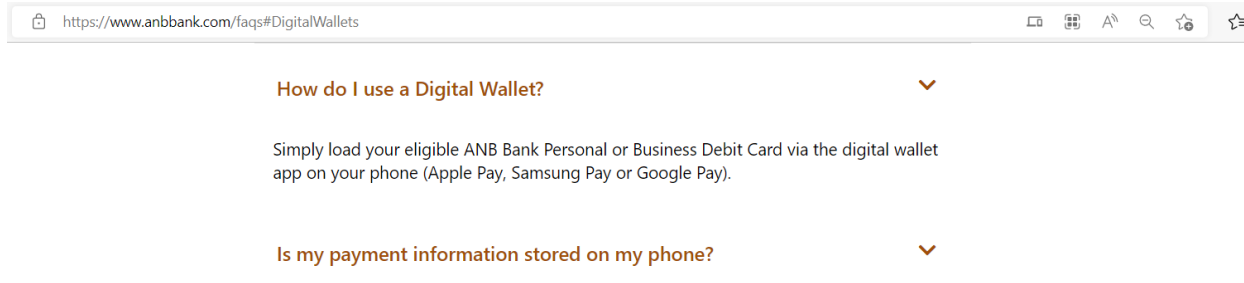 https://www.anbbank.com/faqs#DigitalWallets
How do I use a Digital Wallet?
Simply load your eligible ANB Bank Personal or Business Debit Card via the digital wallet
app on your phone (Apple Pay, Samsung Pay or Google Pay).
Is my payment information stored on my phone?